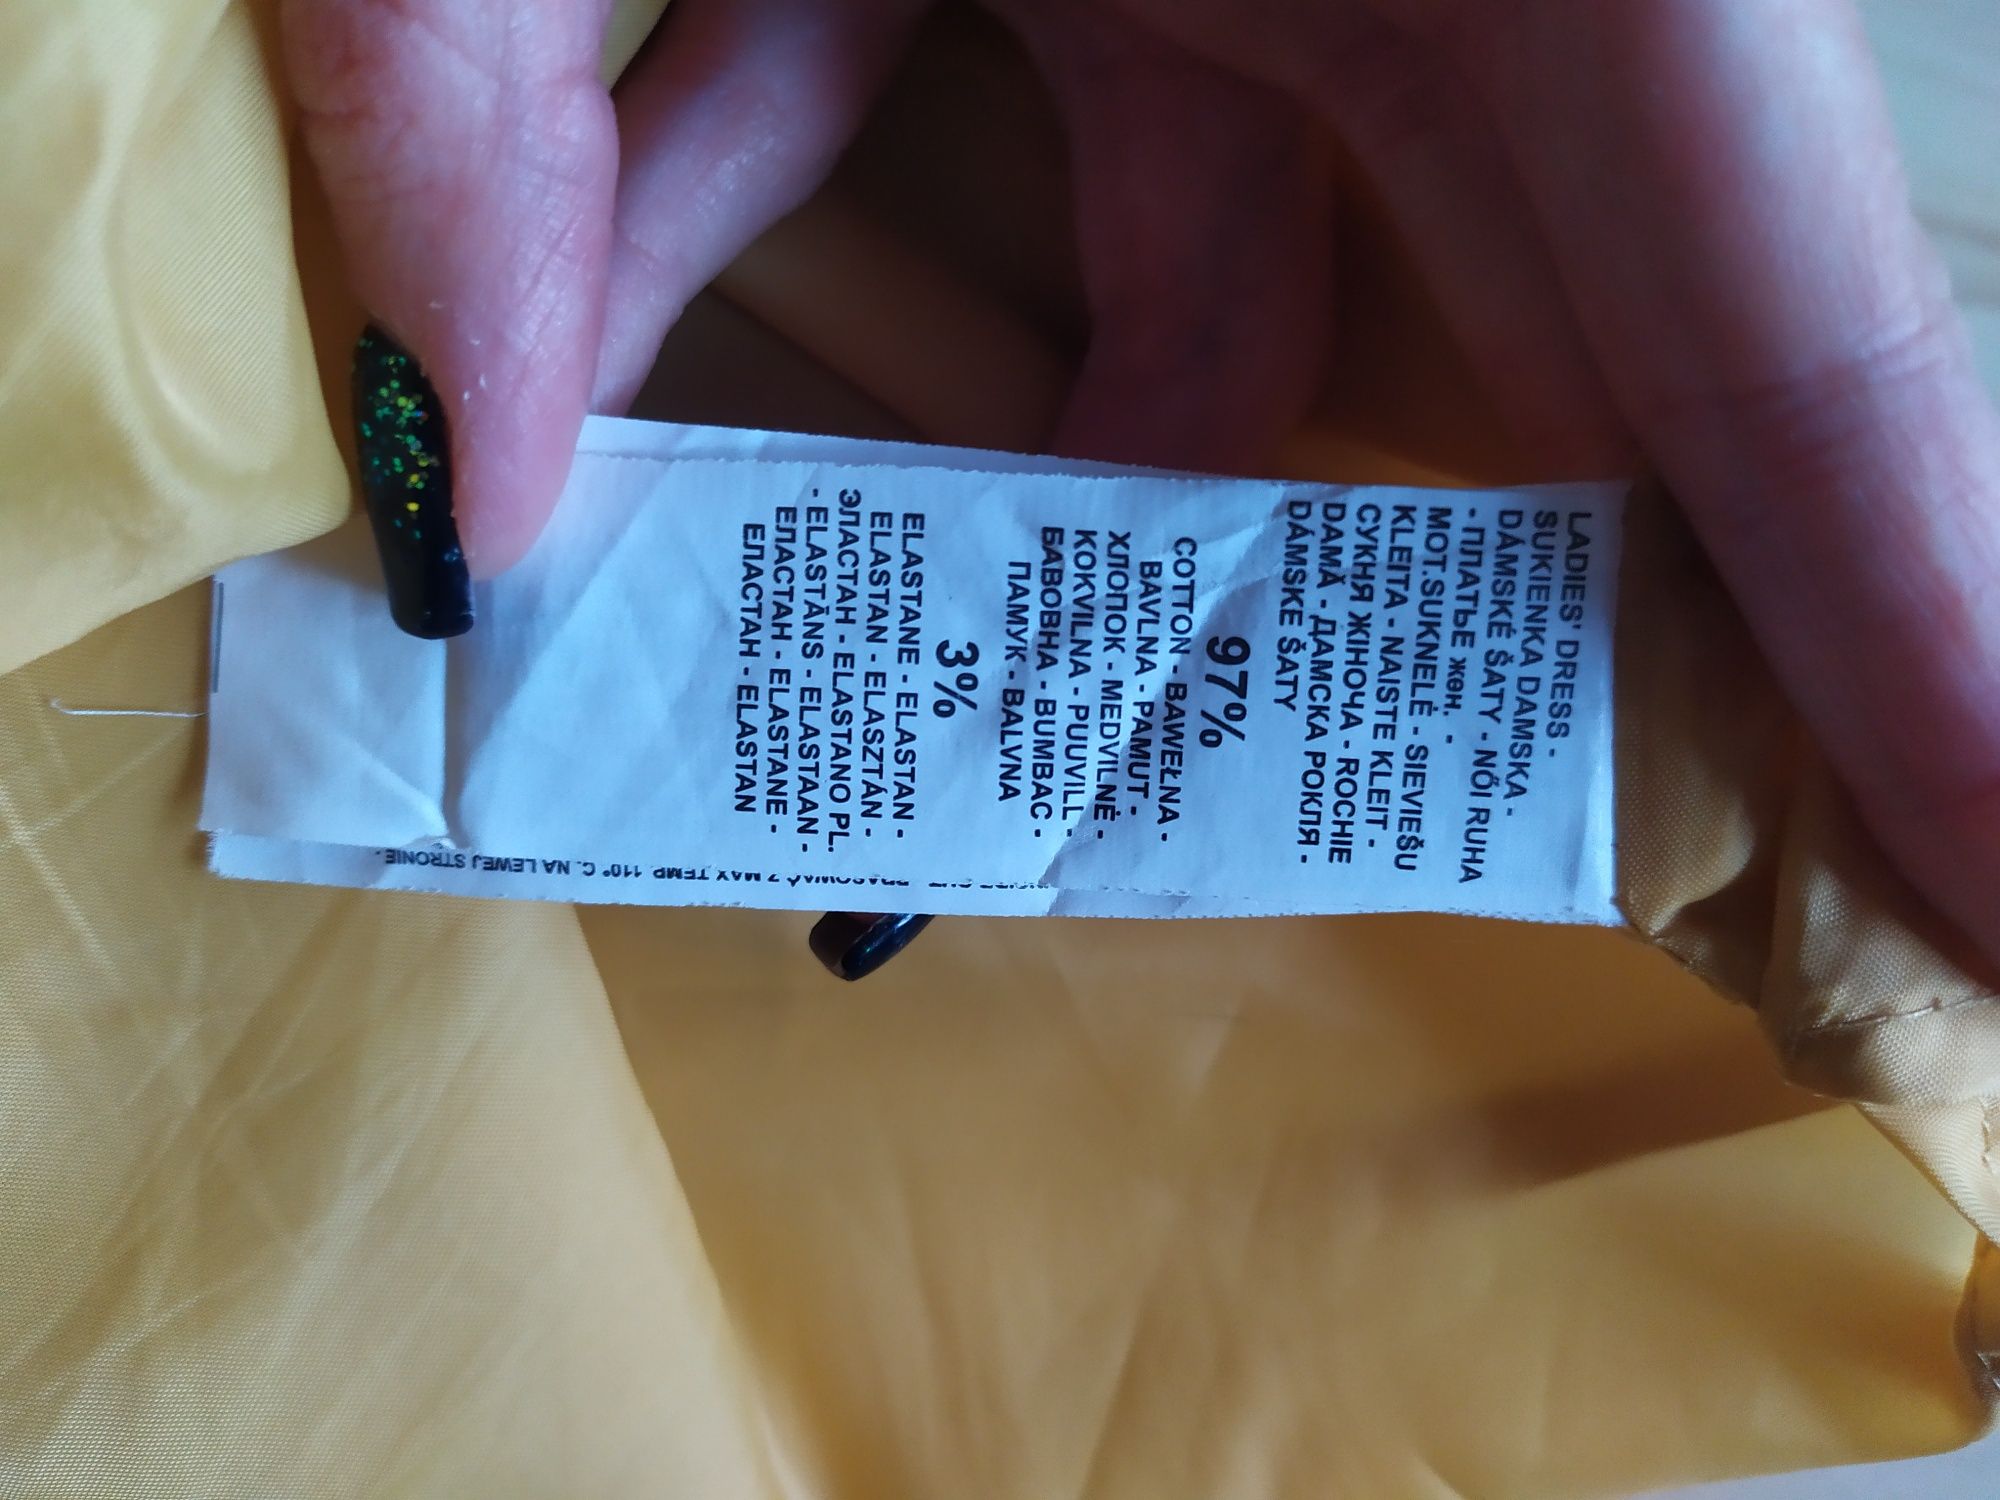 LADIES' DRESS -
SUKIENKA DAMSKA -
DÁMSKÉ ŠATY - NŐI RUHA
- ПЛАТЬЕ жен. -
MOT.SUKNELĖ - SIEVIEŠU
KLEITA - NAISTE KLEIT -
СУКНЯ ЖІНОЧА - ROCHIE
DAMĂ - ДАМСКА РОКЛЯ -
DÁMSKE ŠATY
97%
COTTON - BAWEŁNA -
BAVLNA - PAMUT -
ХЛОПОК - MEDVILNĖ -
KOKVILNA - PUUVILL -
БАВОВНА - BUMBAC -
ПАМУК - BALVNA
3%
ELASTANE - ELASTAN -
ELASTAN - ELASZTÁN -
ЭЛАСТАН - ELASTANO PL.
- ELASTĀNS - ELASTAAN -
ЕЛАСТАН - ELASTANE -
ЕЛАСТАН - ELASTAN
PRASOWAĆ Z MAX TEMP. 110° C. NA LEWEJ STRONIE.